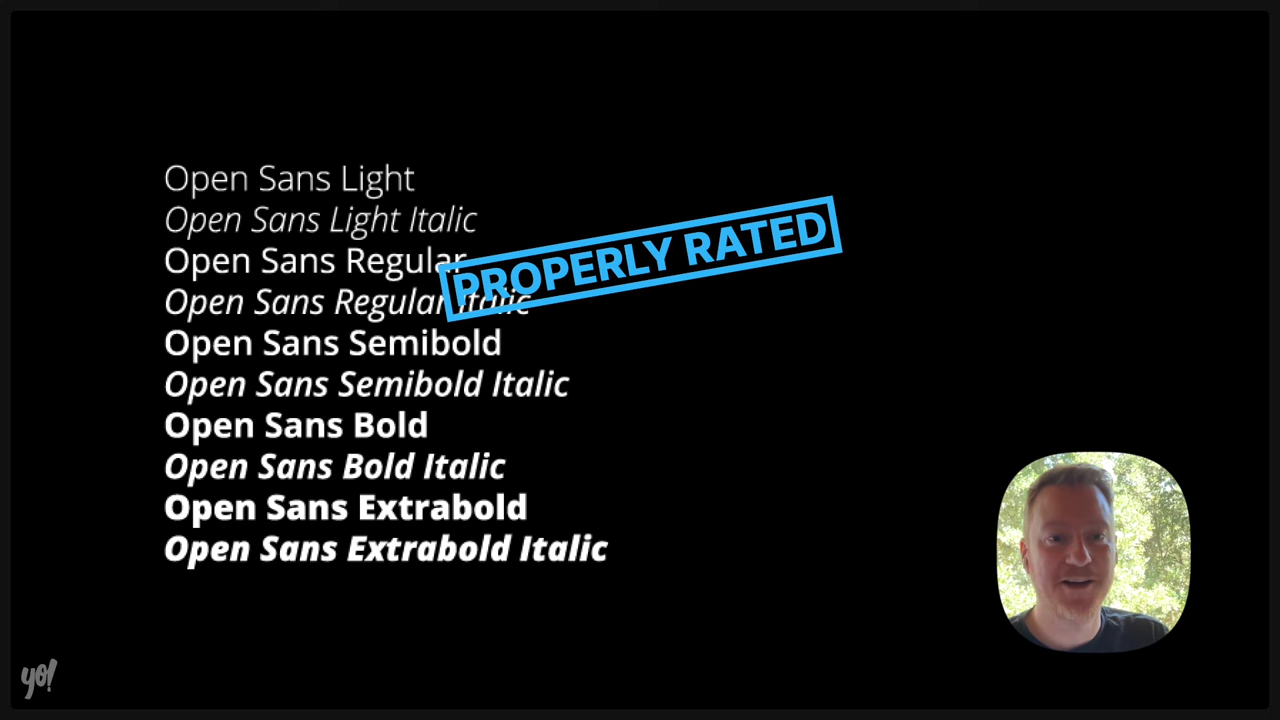 Open Sans Light
Open Sans Light Italic
Open Sans Regular
Open Sans Regular Italic
PROPERLY RATED
Open Sans Semibold
Open Sans Semibold Italic
Open Sans Bold
Open Sans Bold Italic
Open Sans Extrabold
Open Sans Extrabold Italic
yo!